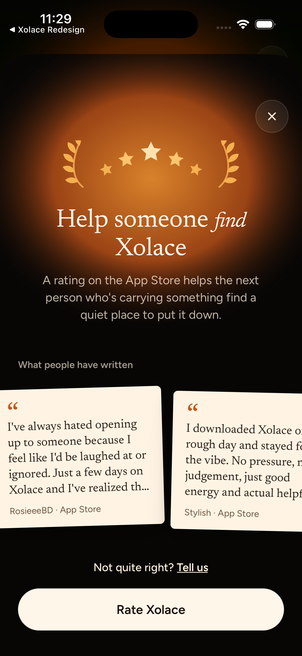 11:29
◀ Xolace Redesign
Help someone find
Xolace
A rating on the App Store helps the next
person who's carrying something find a
quiet place to put it down.
What people have written
“
I've always hated opening
up to someone because I
feel like I'd be laughed at or
ignored. Just a few days on
Xolace and I've realized th...
RosieeeBD · App Store
“
I downloaded Xolace
rough day and stayed
the vibe. No pressure,
judgement, just good
energy and actual
Stylish · App Store
Not quite right? Tell us
Rate Xolace